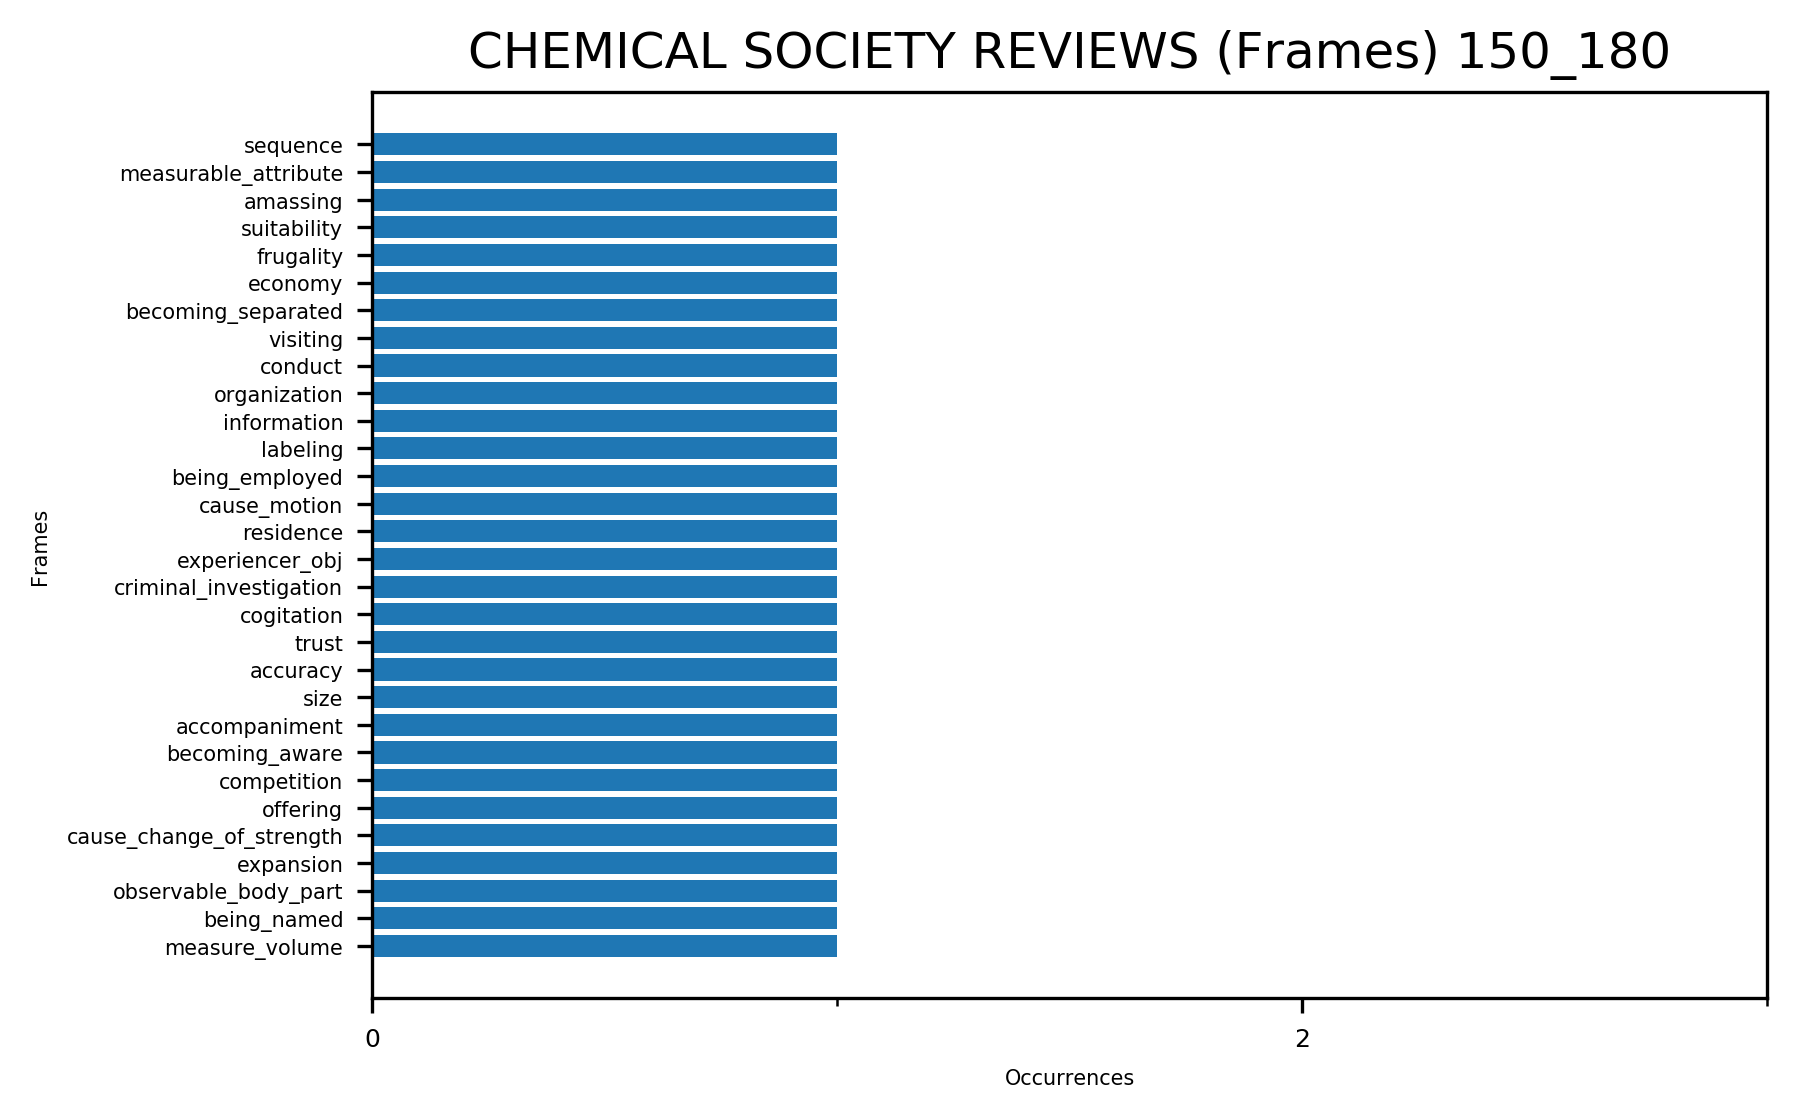 CHEMICAL SOCIETY REVIEWS (Frames) 150_180
sequence
measurable_attribute
amassing
suitability
frugality
economy
becoming_separated
visiting
conduct
organization
information
labeling
being_employed
cause_motion
residence
experiencer_obj
criminal_investigation
cogitation
trust
accuracy
size
accompaniment
becoming_aware
competition
offering
cause_change_of_strength
expansion
observable_body_part
being_named
measure_volume
Frames
0 2
Occurrences